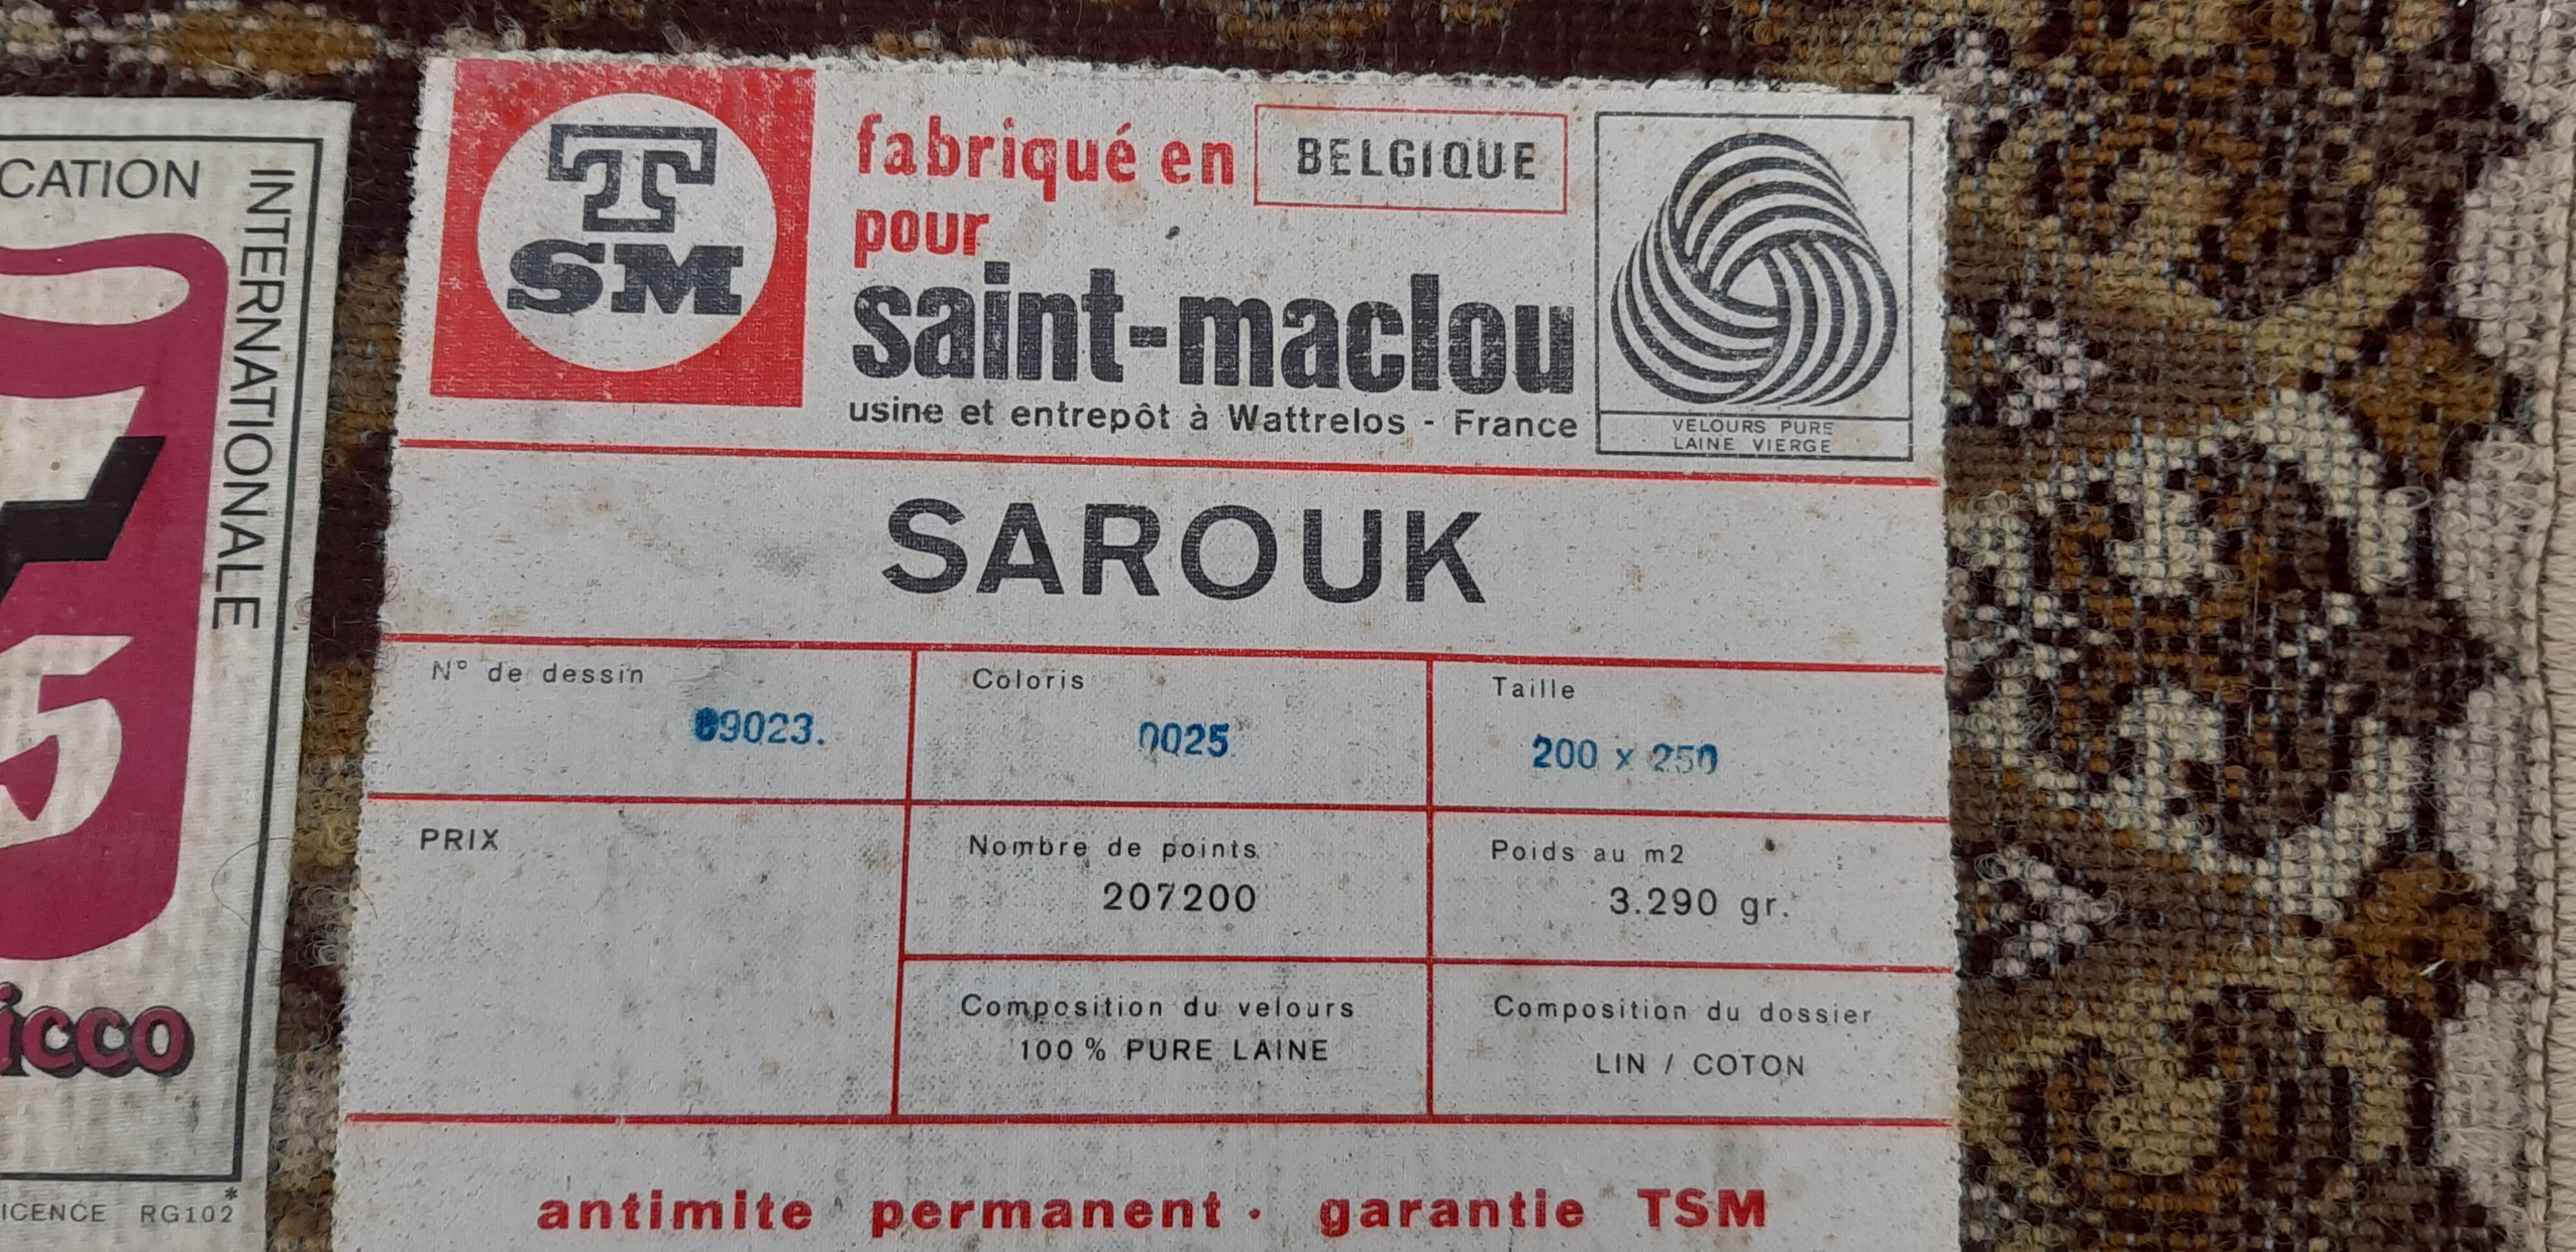 CATION
INTERNATIONALE
7
5
icco
ICENCE RG102*
T
SM
fabriqué en BELGIQUE
pour
saint-maclou
usine et entrepôt à Wattrelos - France
VELOURS PURE
LAINE VIERGE
SAROUK
N° de dessin
Coloris
0025
Taille
200 x 250
PRIX
Nombre de points
207200
Poids au m2
3.290 gr.
Composition du velours
100 % PURE LAINE
Composition du dossier
LIN / COTON
antimite permanent · garantie TSM